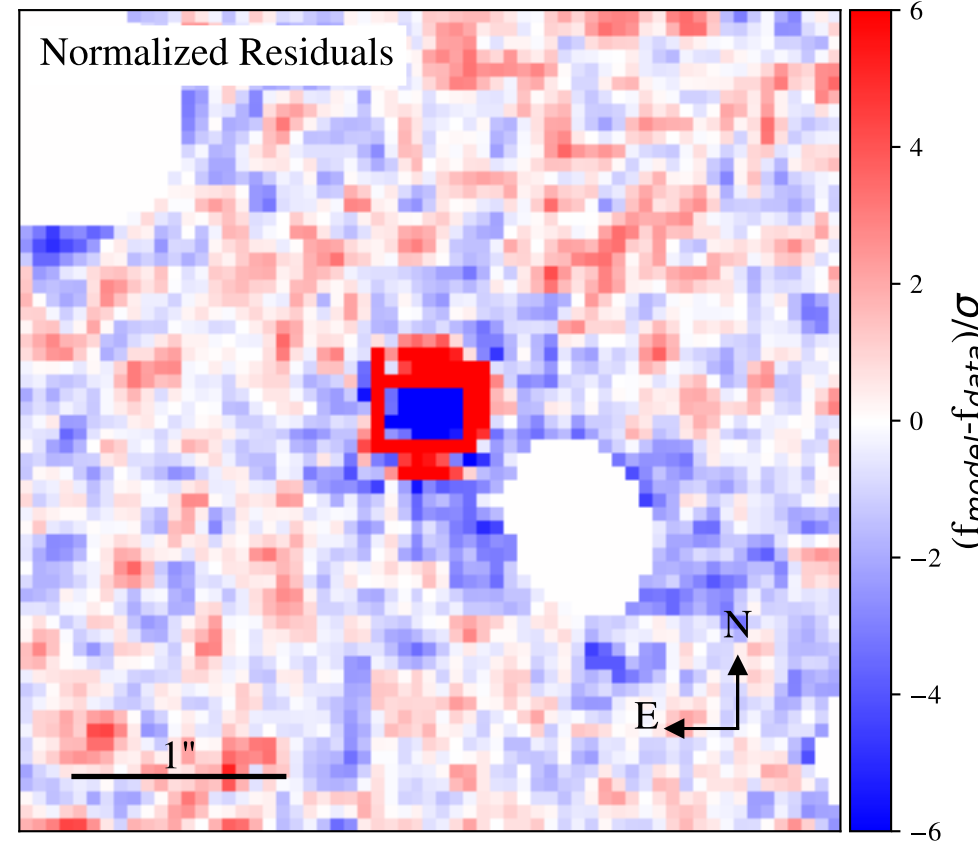 Normalized Residuals
6
4
2
0
−2
−4
−6
(f_model-f_data)/σ
N
E
1"